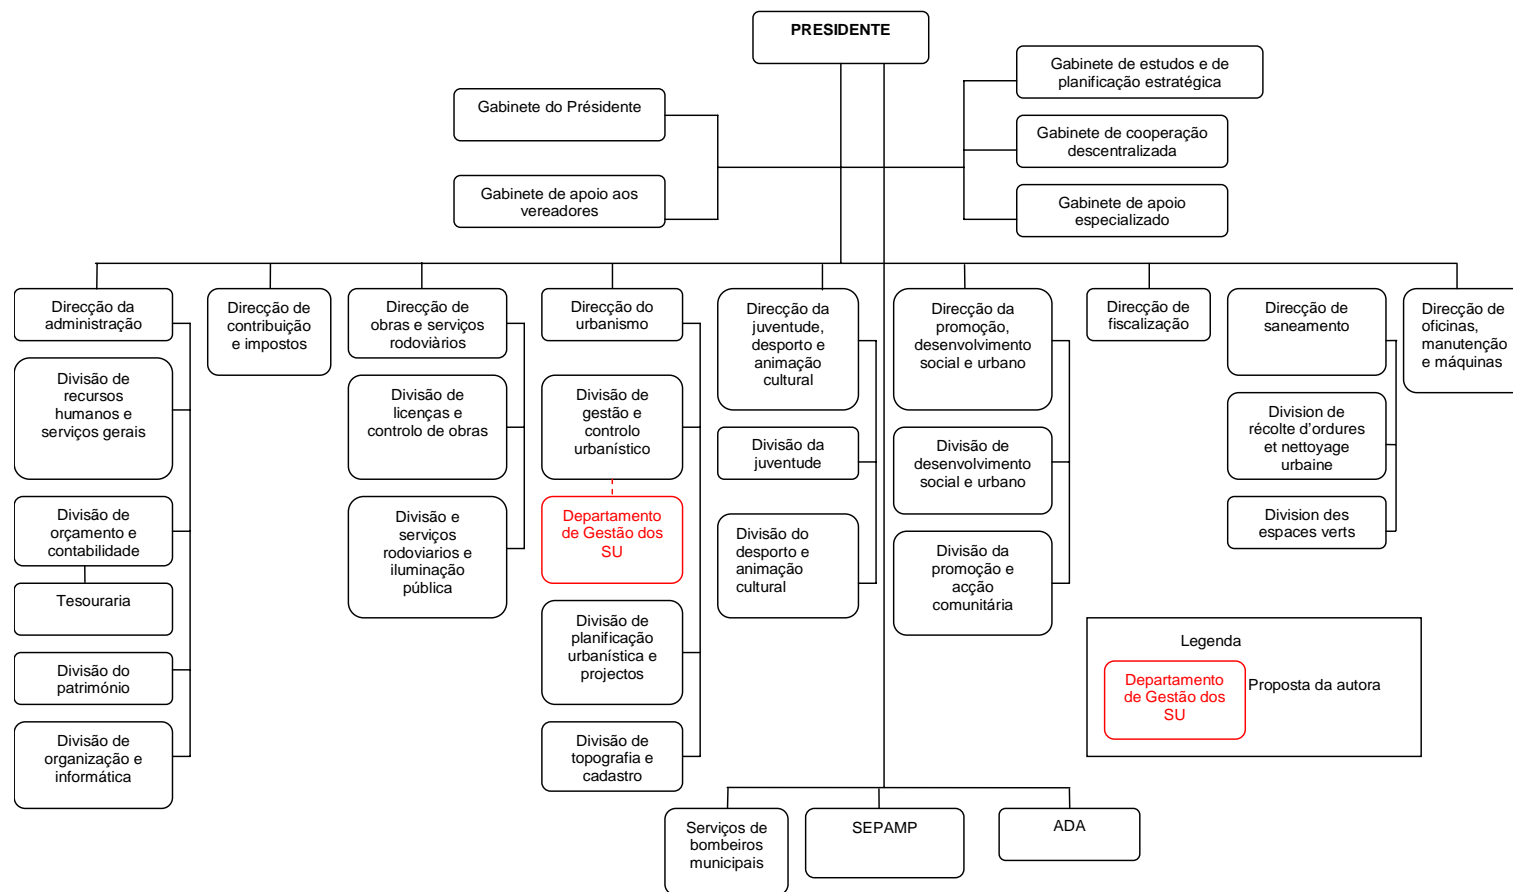 PRESIDENTE
Gabinete de estudos e de
planificação estratégica
Gabinete do Présidente
Gabinete de cooperação
descentralizada
Gabinete de apoio aos
vereadores
Gabinete de apoio
especializado
Direcção da
administração
Divisão de
recursos
humanos e
serviços gerais
Divisão de
orçamento e
contabilidade
Tesouraria
Divisão do
património
Divisão de
organização e
informática
Direcção de
contribuição
e impostos
Direcção de
obras e serviços
rodoviàrios
Divisão de
licenças e
controlo de obras
Divisão e
serviços
rodoviarios e
iluminação
pública
Direcção do
urbanismo
Divisão de
gestão e
controlo
urbanístico
Departamento
de Gestão dos
SU
Divisão de
planificação
urbanística e
projectos
Divisão de
topografia e
cadastro
Direcção da
juventude,
desporto e
animação
cultural
Divisão da
juventude
Divisão do
desporto e
animação
cultural
Direcção da
promoção,
desenvolvimento
social e urbano
Divisão de
desenvolvimento
social e urbano
Divisão da
promoção e
acção
comunitária
Direcção de
fiscalização
Direcção de
saneamento
Division de
récolte d'ordures
et nettoyage
urbaine
Division des
espaces verts
Direcção de
oficinas,
manutenção
e máquinas
Legenda
Departamento
de Gestão dos
SU
Proposta da autora
Serviços de
bombeiros
municipais
SEPAMP
ADA